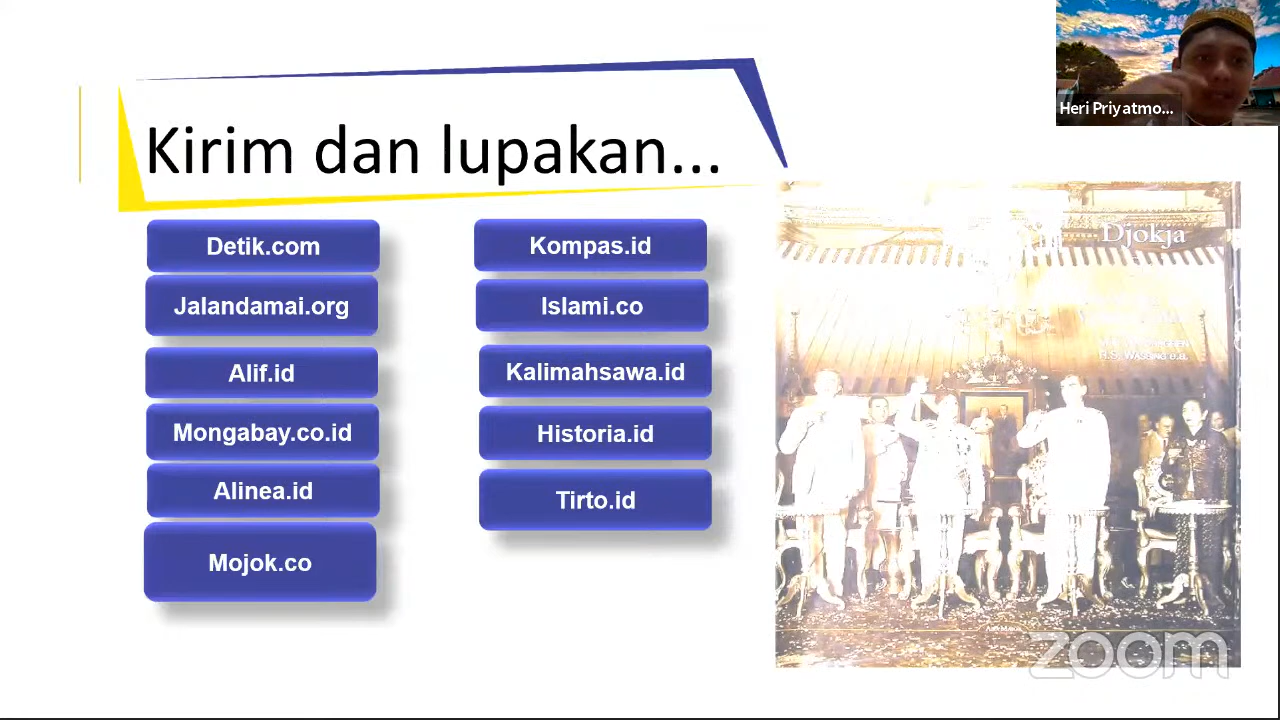 Heri Priyatmo...
Kirim dan lupakan...
Detik.com
Jalandamai.org
Alif.id
Mongabay.co.id
Alinea.id
Mojok.co
Kompas.id
Islami.co
Kalimahsawa.id
Historia.id
Tirto.id
Djokja
zoom